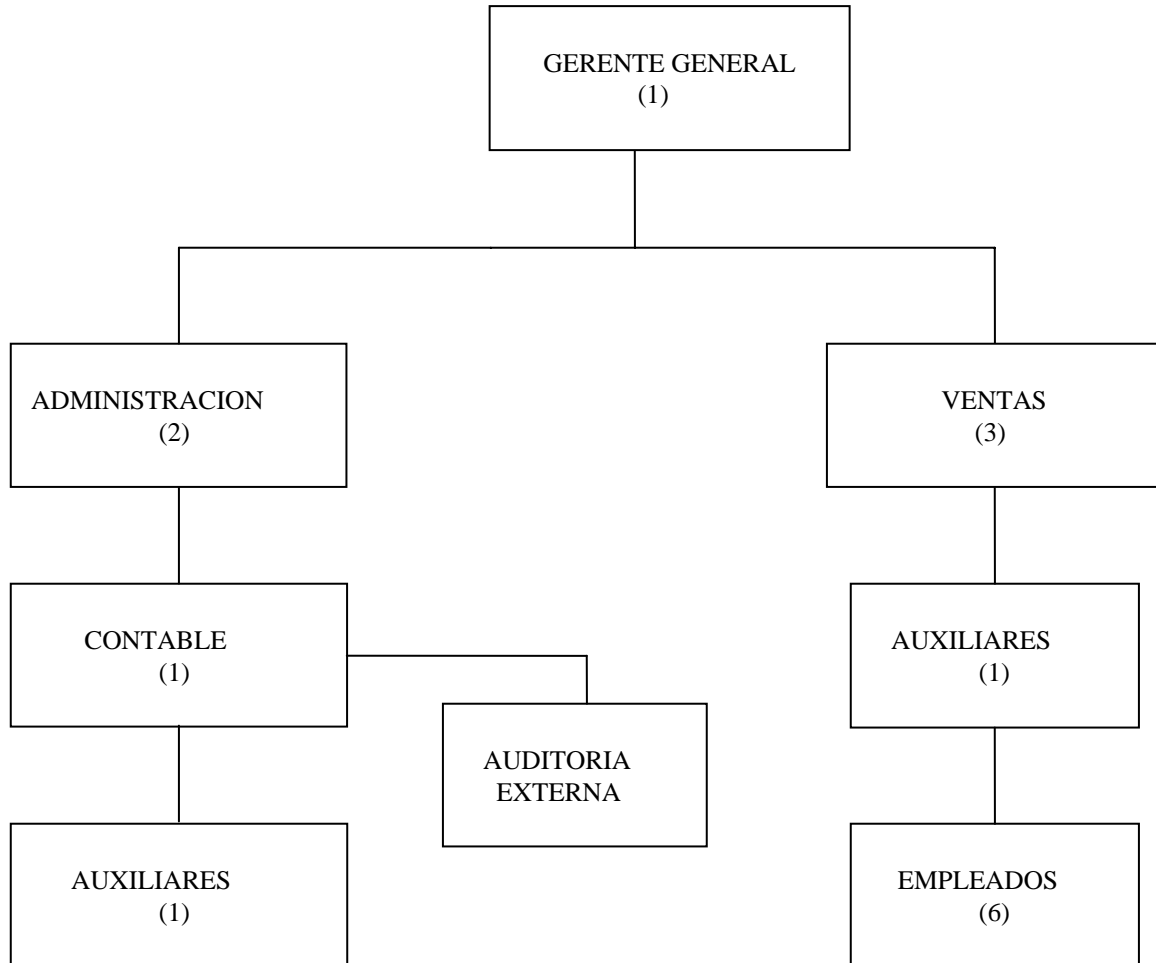 GERENTE GENERAL
(1)
ADMINISTRACION
(2)
VENTAS
(3)
CONTABLE
(1)
AUXILIARES
(1)
AUDITORIA
EXTERNA
AUXILIARES
(1)
EMPLEADOS
(6)